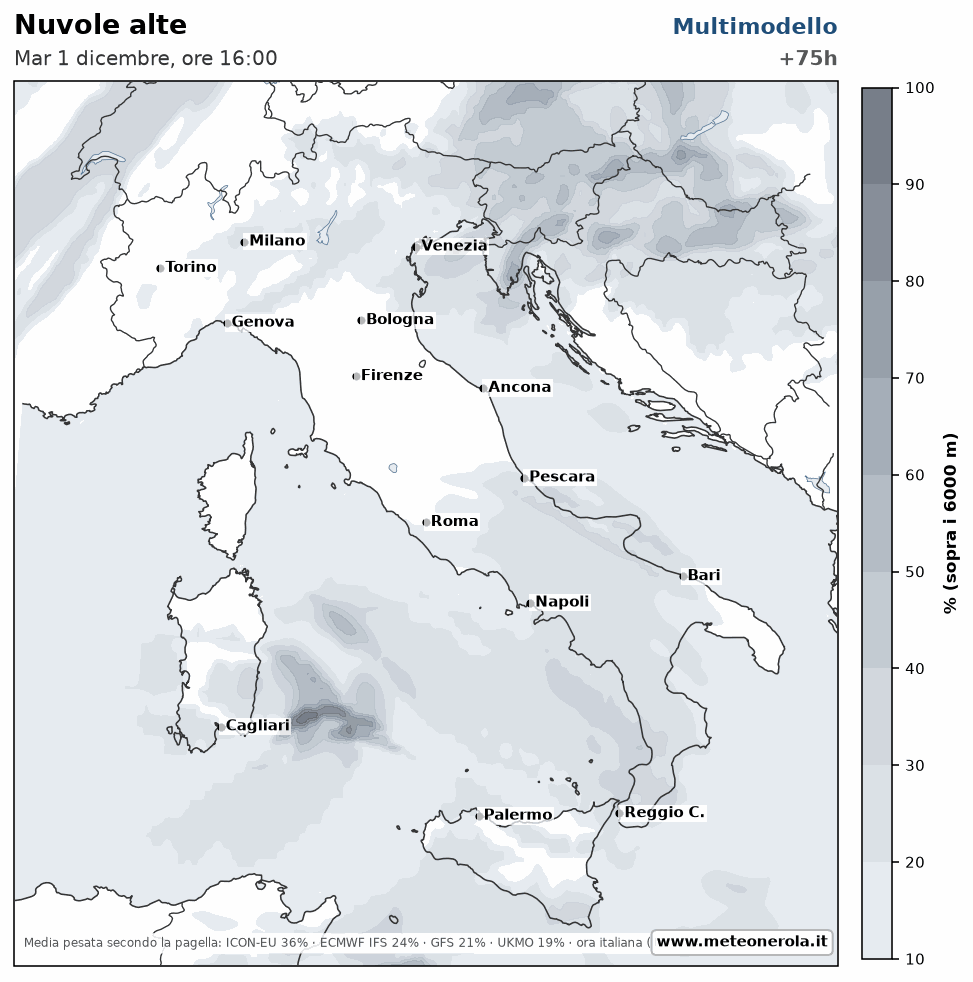 Nuvole alte
Multimodello
Mar 1 dicembre, ore 16:00
+75h
100
90
80
70
60
50
40
30
20
10
% (sopra i 6000 m)
Milano
Venezia
Torino
Genova
Bologna
Firenze
Ancona
Pescara
Roma
Bari
Napoli
Cagliari
Palermo
Reggio C.
Media pesata secondo la pagella: ICON-EU 36% · ECMWF IFS 24% · GFS 21% · UKMO 19% · ora italiana (
www.meteonerola.it